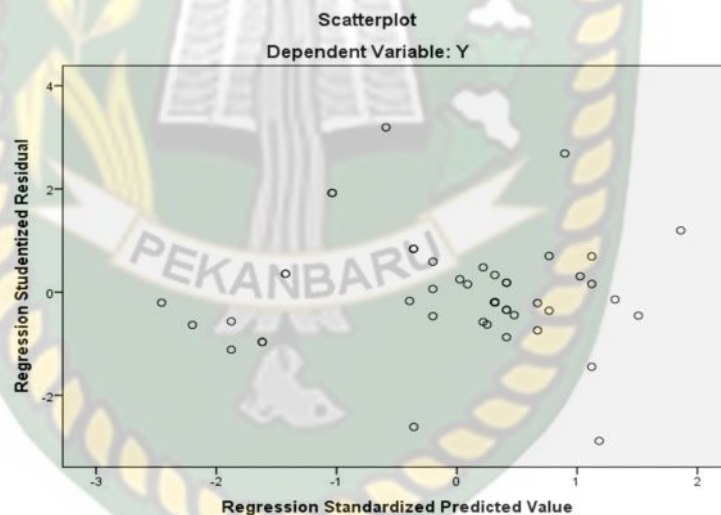 Scatterplot
Dependent Variable: Y
Regression Studentized Residual
4
2
0
-2
PEKANBARU
-3
-2
-1
0
1
2
Regression Standardized Predicted Value